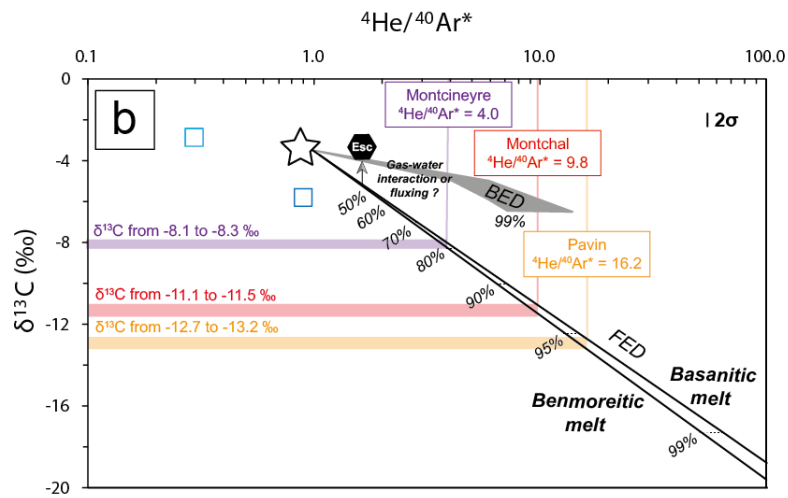 ⁴He/⁴⁰Ar*
0.1 1.0 10.0 100.0
0
-4
-8
-12
-16
-20
δ¹³C (‰)
b
Montcineyre
⁴He/⁴⁰Ar* = 4.0
I 2σ
Montchal
⁴He/⁴⁰Ar* = 9.8
Esc
Gas-water
interaction or
fluxing ?
BED
99%
Pavin
⁴He/⁴⁰Ar* = 16.2
50%
60%
70%
80%
90%
95%
99%
δ¹³C from -8.1 to -8.3 ‰
δ¹³C from -11.1 to -11.5 ‰
δ¹³C from -12.7 to -13.2 ‰
FED
Basanitic
melt
Benmoreitic
melt